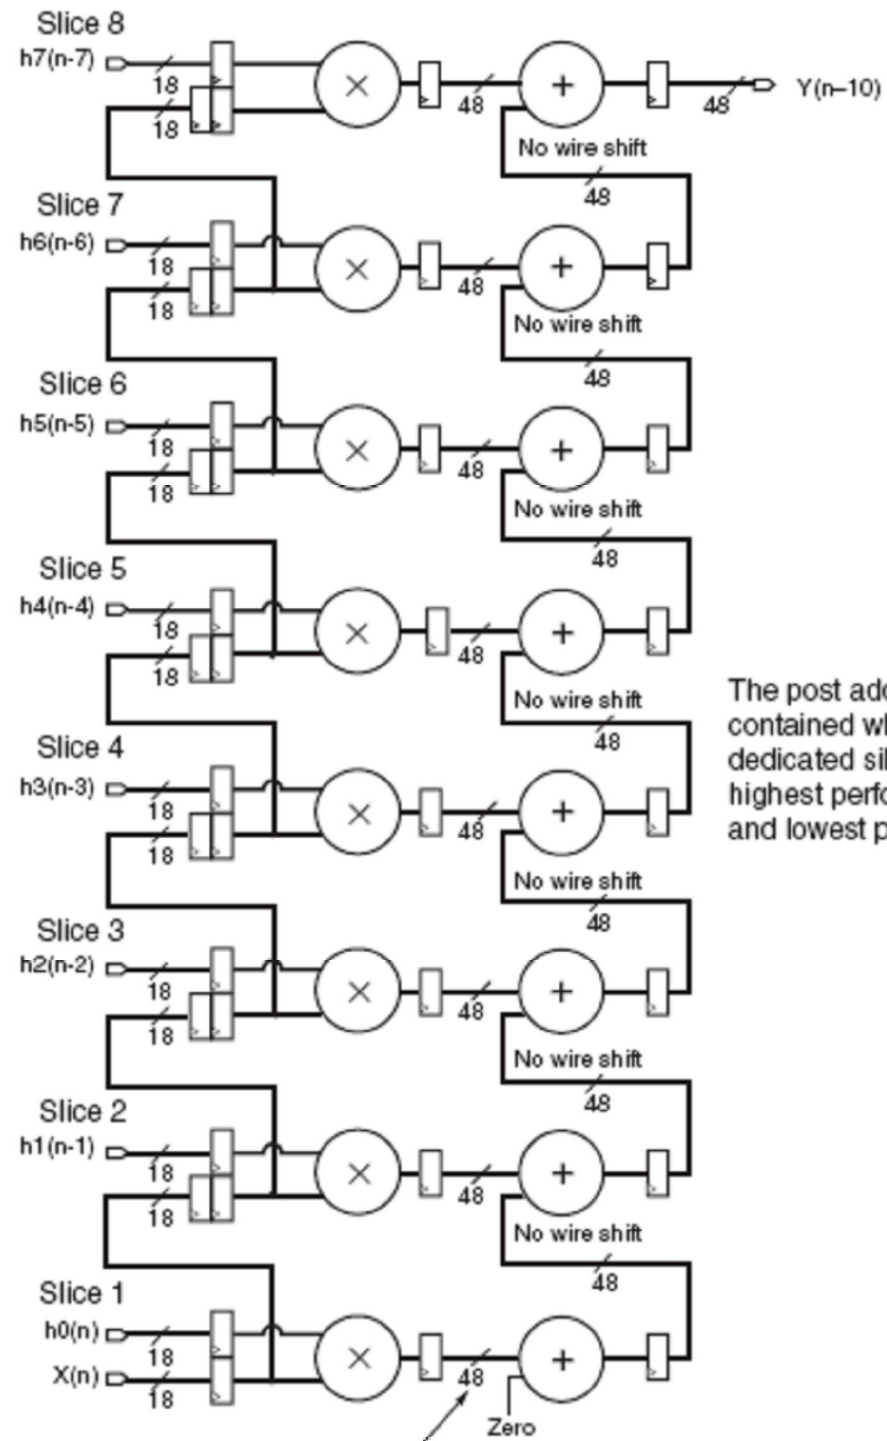 Slice 8
h7(n-7)
18
18
48
48
Y(n–10)
No wire shift
48
Slice 7
h6(n-6)
18
18
48
No wire shift
48
Slice 6
h5(n-5)
18
18
48
No wire shift
48
Slice 5
h4(n-4)
18
18
48
No wire shift
48
The post add
contained wh
dedicated sil
highest perfo
and lowest p
Slice 4
h3(n-3)
18
18
48
No wire shift
48
Slice 3
h2(n-2)
18
18
48
No wire shift
48
Slice 2
h1(n-1)
18
18
48
No wire shift
48
Slice 1
h0(n)
18
X(n)
18
48
Zero